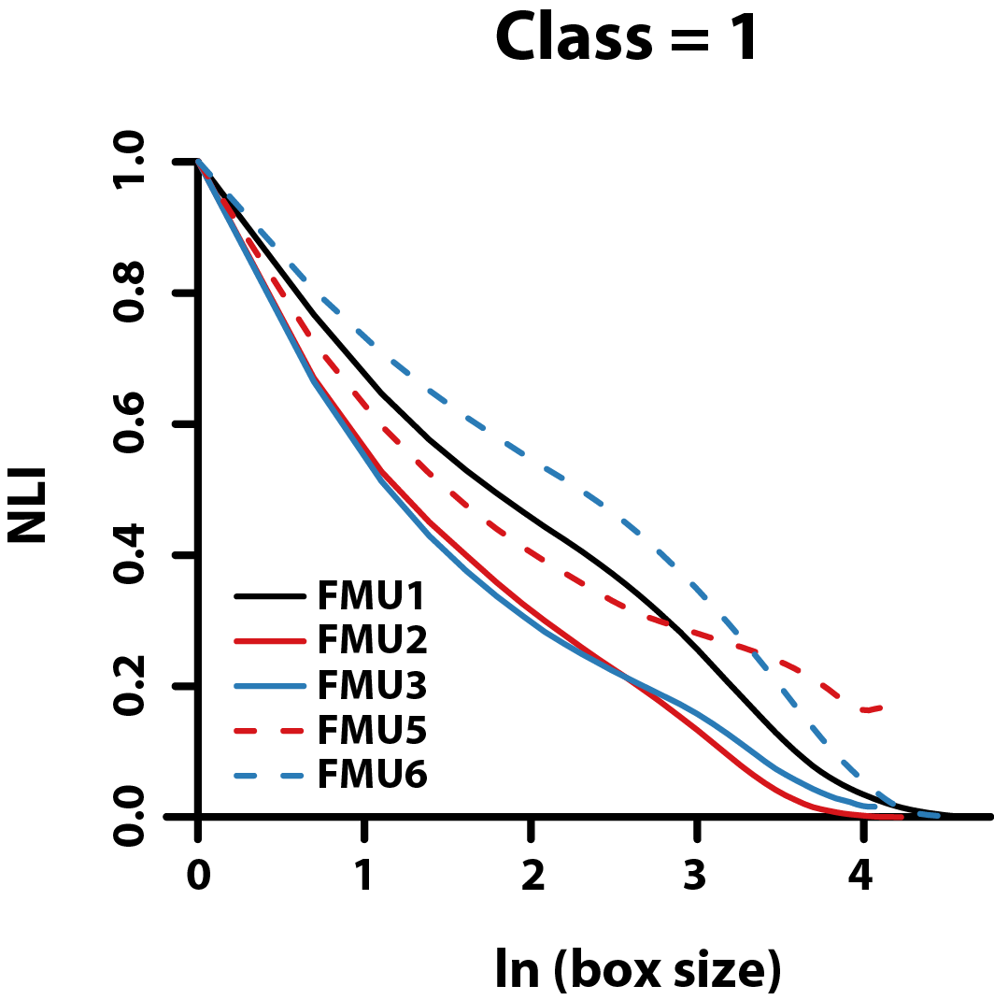 Class = 1
1.0
0.8
0.6
0.4
0.2
0.0
NLI
FMU1
FMU2
FMU3
FMU5
FMU6
0 1 2 3 4
ln (box size)